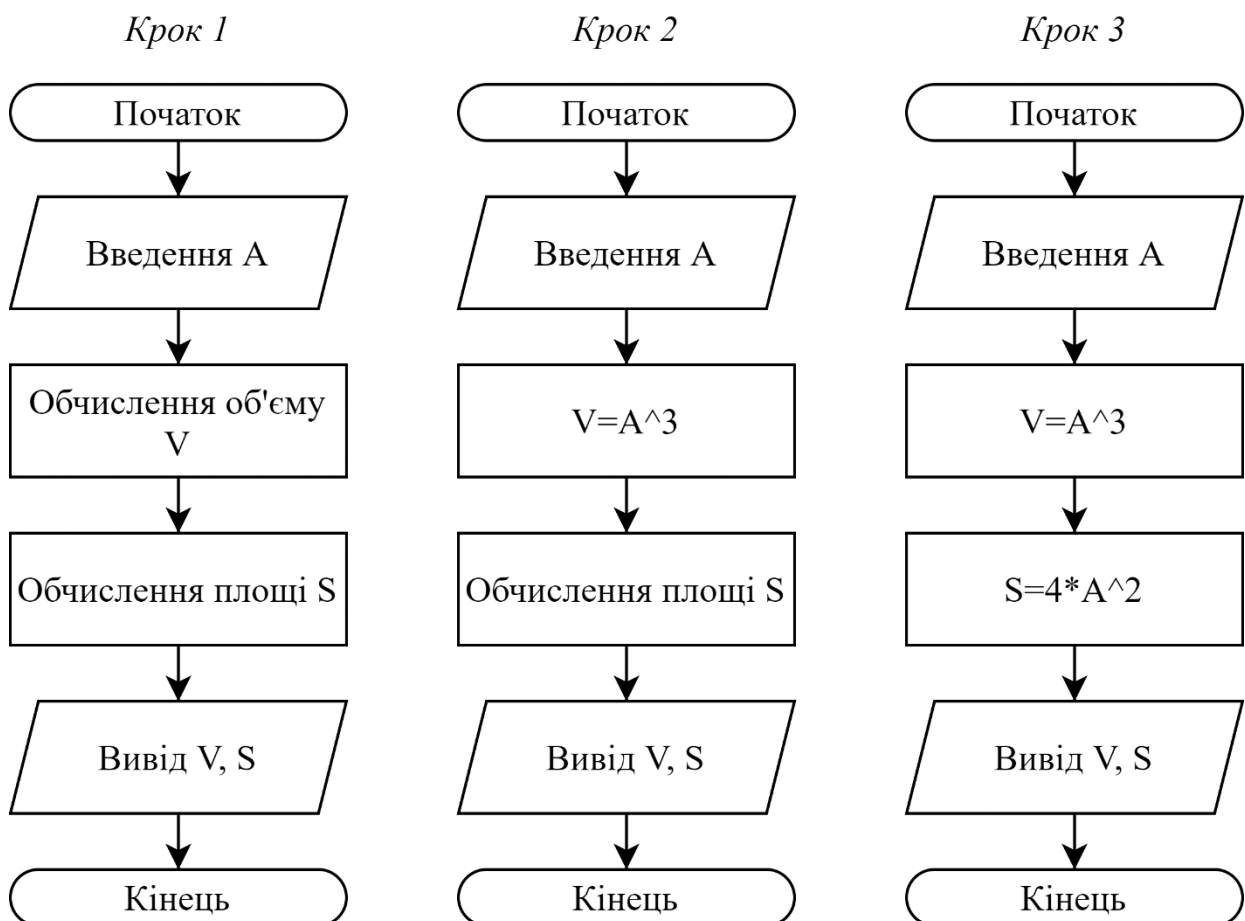 Крок 1
Початок
Введення A
Обчислення об'єму
V
Обчислення площі S
Вивід V, S
Кінець
Крок 2
Початок
Введення A
V=A^3
Обчислення площі S
Вивід V, S
Кінець
Крок 3
Початок
Введення A
V=A^3
S=4*A^2
Вивід V, S
Кінець